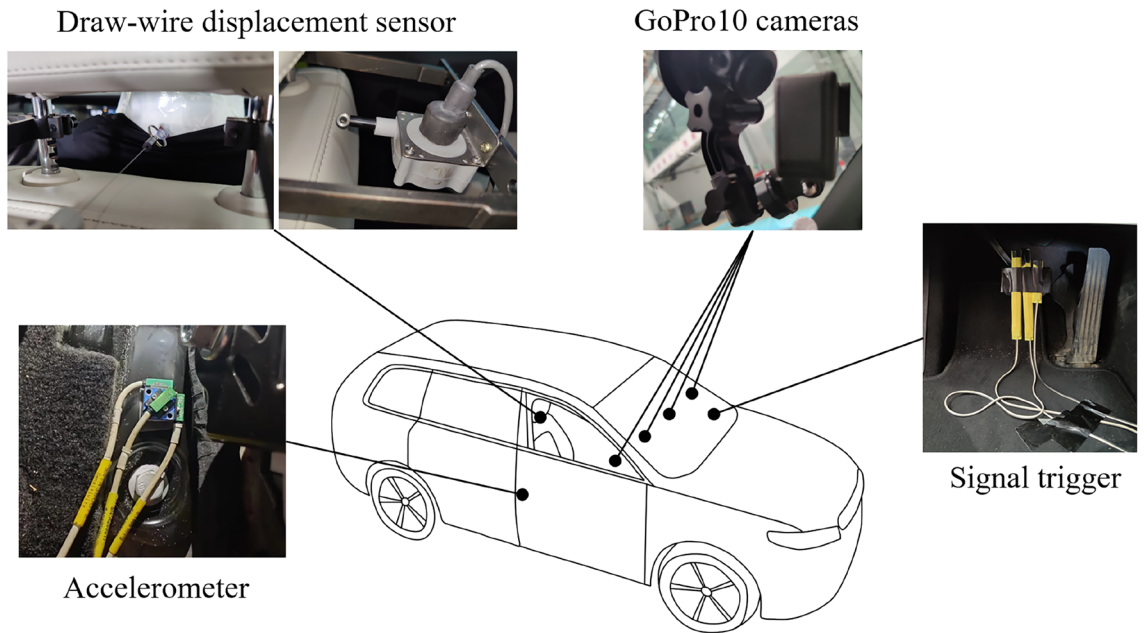 Draw-wire displacement sensor
GoPro10 cameras
Signal trigger
Accelerometer